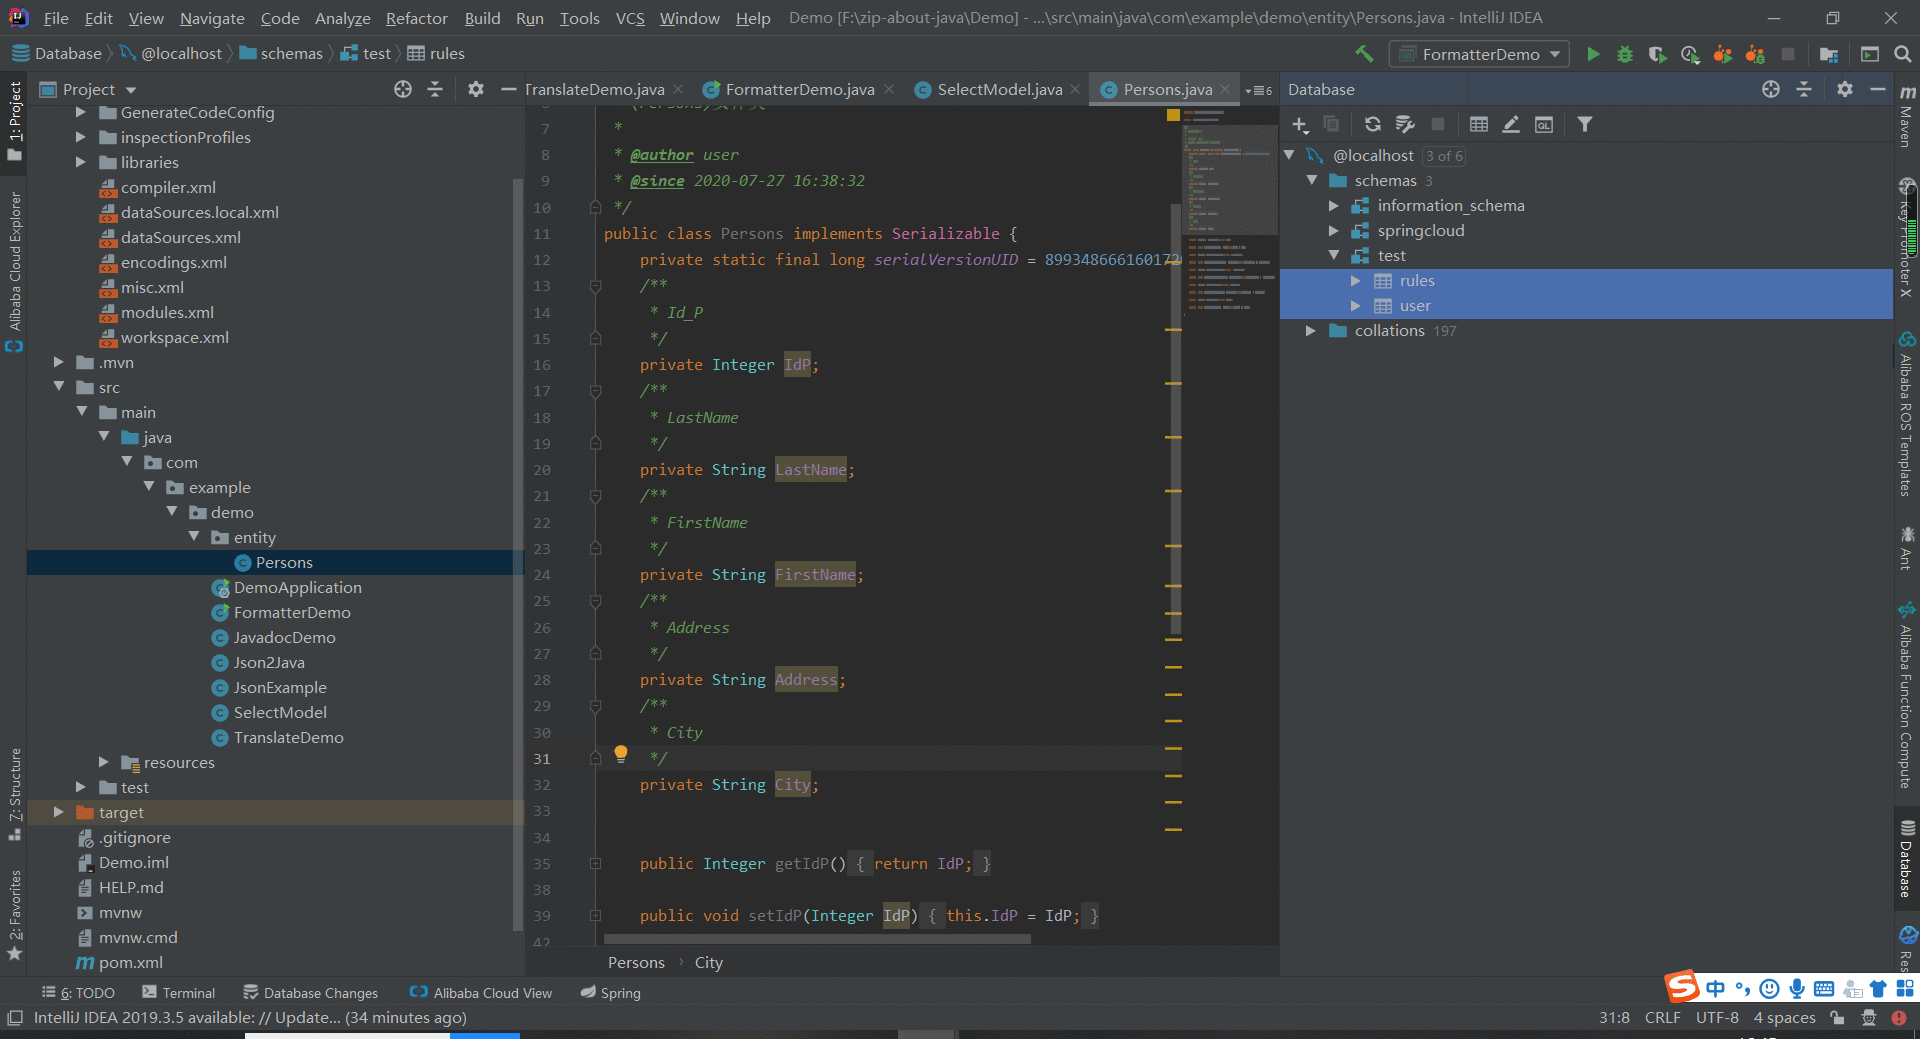 File Edit View Navigate Code Analyze Refactor Build Run Tools VCS Window Help Demo [F:\zip-about-java\Demo] - ...\src\main\java\com\example\demo\entity\Persons.java - IntelliJ IDEA
Database @localhost schemas test rules FormatterDemo
Project
GenerateCodeConfig
inspectionProfiles
libraries
compiler.xml
dataSources.local.xml
dataSources.xml
encodings.xml
misc.xml
modules.xml
workspace.xml
.mvn
src
main
java
com
example
demo
entity
Persons
DemoApplication
FormatterDemo
JavadocDemo
Json2Java
JsonExample
SelectModel
TranslateDemo
resources
test
target
.gitignore
Demo.iml
HELP.md
mvnw
mvnw.cmd
pom.xml
1: Project
Alibaba Cloud Explorer
7: Structure
2: Favorites
TranslateDemo.java FormatterDemo.java SelectModel.java Persons.java 6
7 *
8 * @author user
9 * @since 2020-07-27 16:38:32
10 */
11 public class Persons implements Serializable {
12 private static final long serialVersionUID = 899348666160172
13 /**
14 * Id_P
15 */
16 private Integer IdP;
17 /**
18 * LastName
19 */
20 private String LastName;
21 /**
22 * FirstName
23 */
24 private String FirstName;
25 /**
26 * Address
27 */
28 private String Address;
29 /**
30 * City
31 */
32 private String City;
33
34
35 public Integer getIdP() { return IdP; }
38
39 public void setIdP(Integer IdP) { this.IdP = IdP; }
42
Persons City
Database
QL
@localhost 3 of 6
schemas 3
information_schema
springcloud
test
rules
user
collations 197
Maven
Key Promotor X
Alibaba ROS Templates
Ant
Alibaba Function Compute
Database
Res
6: TODO Terminal Database Changes Alibaba Cloud View Spring
中
IntelliJ IDEA 2019.3.5 available: // Update... (34 minutes ago) 31:8 CRLF UTF-8 4 spaces